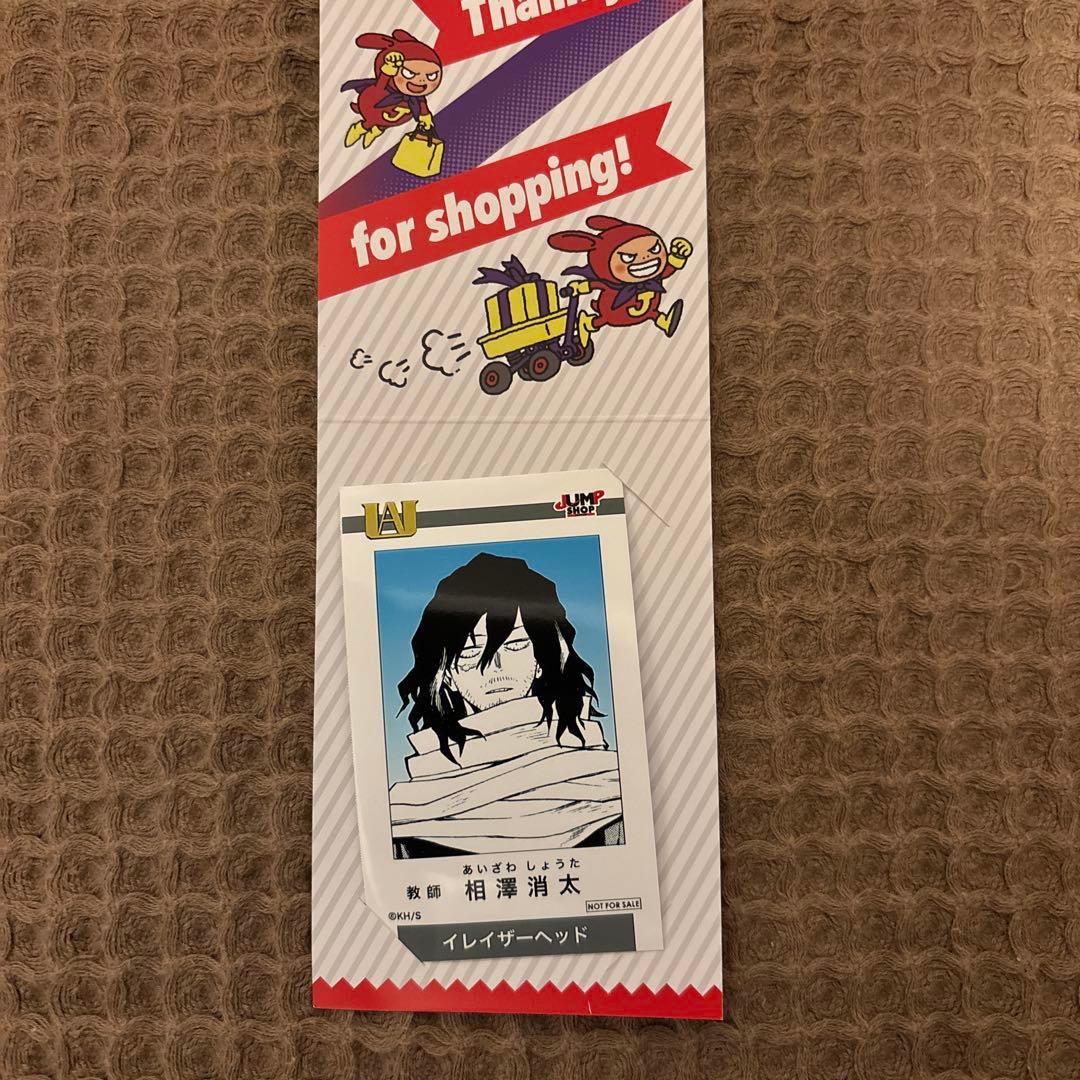 for shopping!
J
J
UA
JUMP
SHOP
あいざわ しょうた
教師 相澤消太
NOT FOR SALE
©KH/S
イレイザーヘッド